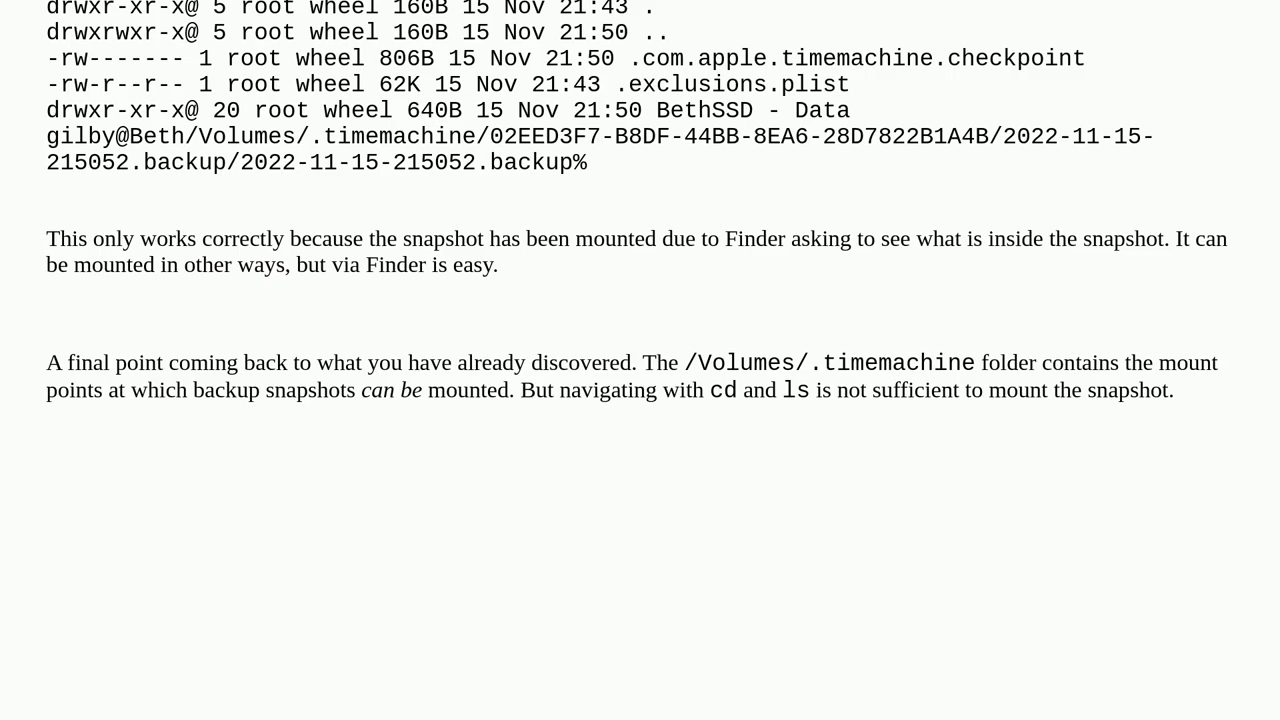 drwxr-xr-x@ 5 root wheel 160B 15 Nov 21:43 .
drwxrwxr-x@ 5 root wheel 160B 15 Nov 21:50 ..
-rw------- 1 root wheel 806B 15 Nov 21:50 .com.apple.timemachine.checkpoint
-rw-r--r-- 1 root wheel 62K 15 Nov 21:43 .exclusions.plist
drwxr-xr-x@ 20 root wheel 640B 15 Nov 21:50 BethSSD - Data
gilby@Beth/Volumes/.timemachine/02EED3F7-B8DF-44BB-8EA6-28D7822B1A4B/2022-11-15-
215052.backup/2022-11-15-215052.backup%
This only works correctly because the snapshot has been mounted due to Finder asking to see what is inside the snapshot. It can
be mounted in other ways, but via Finder is easy.
A final point coming back to what you have already discovered. The /Volumes/.timemachine folder contains the mount
points at which backup snapshots can be mounted. But navigating with cd and ls is not sufficient to mount the snapshot.